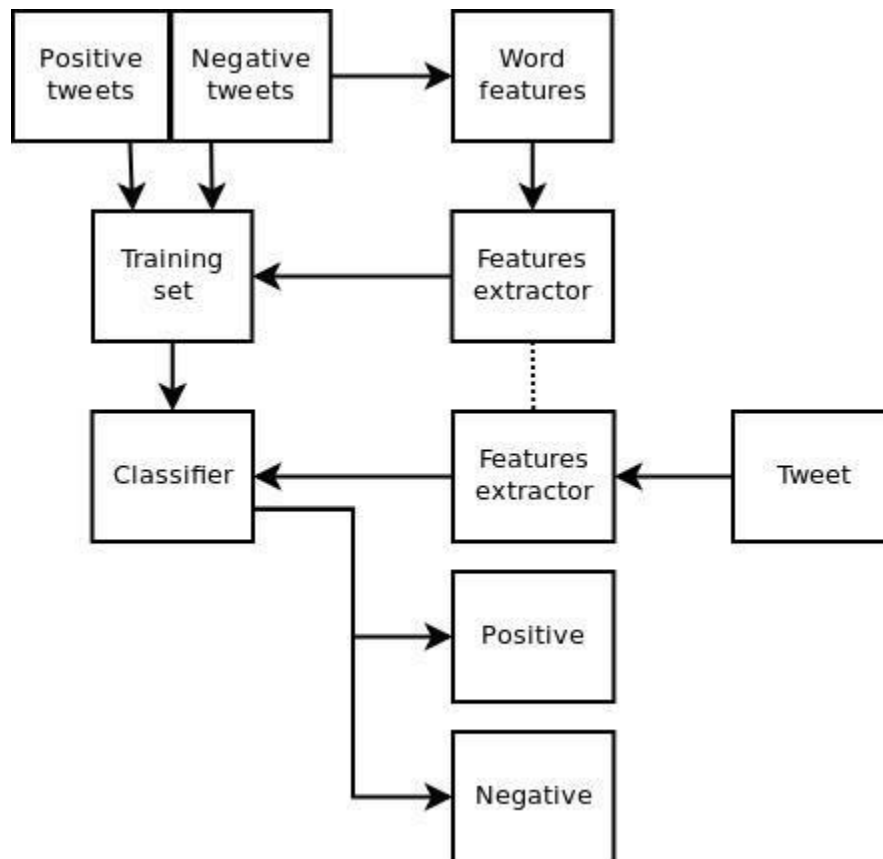 Positive
tweets
Negative
tweets
Word
features
Training
set
Features
extractor
Classifier
Features
extractor
Tweet
Positive
Negative